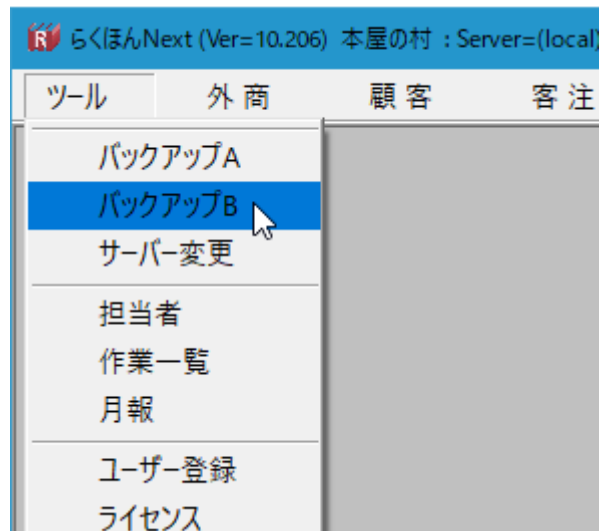 らくほんNext (Ver=10.206) 本屋の村 : Server=(local)
ツール 外 商 顧 客 客 注
バックアップA
バックアップB
サーバー変更
担当者
作業一覧
月報
ユーザー登録
ライセンス